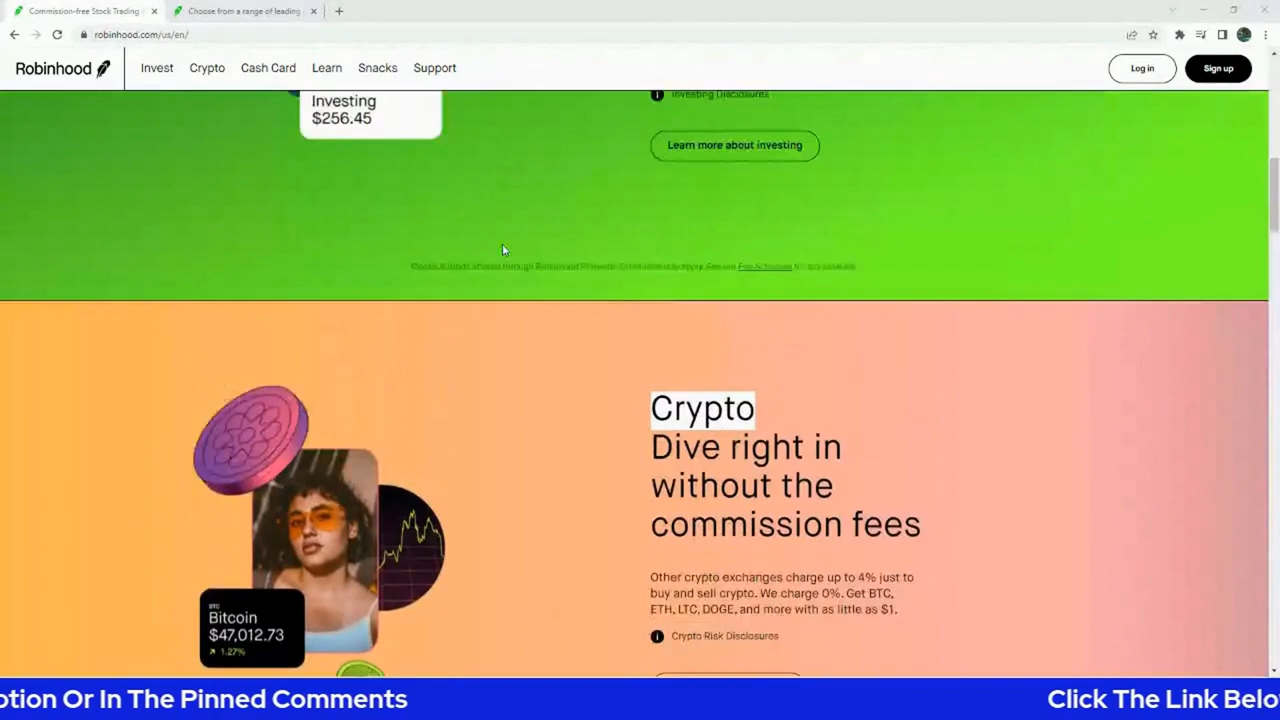 Commission-free Stock Trading
Choose from a range of leading
robinhood.com/us/en/
Robinhood
Invest
Crypto
Cash Card
Learn
Snacks
Support
Log in
Sign up
Investing
$256.45
Investing Disclosures
Learn more about investing
Crypto
Dive right in
without the
commission fees
Other crypto exchanges charge up to 4% just to
buy and sell crypto. We charge 0%. Get BTC,
ETH, LTC, DOGE, and more with as little as $1.
Crypto Risk Disclosures
BTC
Bitcoin
$47,012.73
1.27%
otion Or In The Pinned Comments
Click The Link Belo